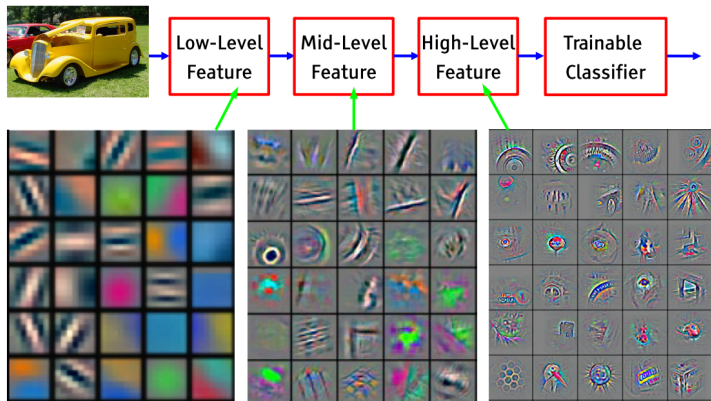 Low-Level
Feature
Mid-Level
Feature
High-Level
Feature
Trainable
Classifier